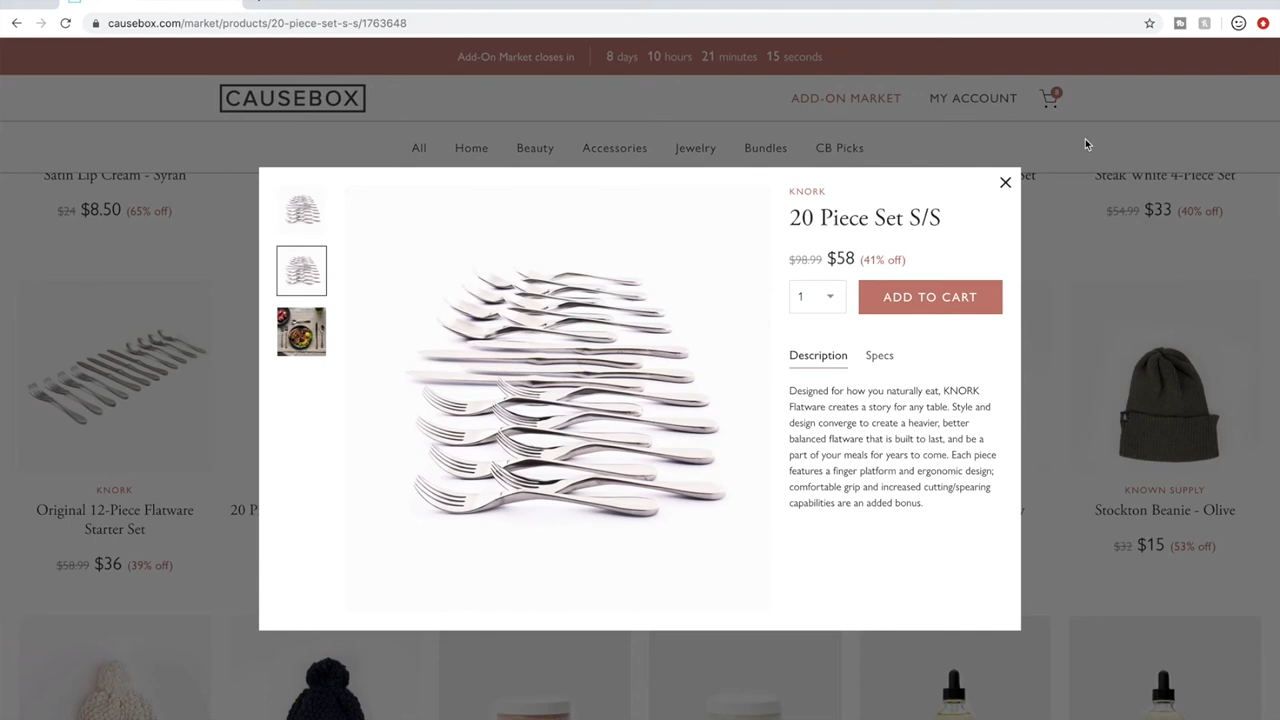 causebox.com/market/products/20-piece-set-s-s/1763648
Add-On Market closes in 8 days 10 hours 21 minutes 15 seconds
CAUSEBOX
ADD-ON MARKET MY ACCOUNT
All Home Beauty Accessories Jewelry Bundles CB Picks
Satin Lip Cream - Syrah
$24 $8.50 (65% off)
Set
Steak White 4-Piece Set
$54.99 $33 (40% off)
KNORK
20 Piece Set S/S
$98.99 $58 (41% off)
1 ADD TO CART
Description Specs
Designed for how you naturally eat, KNORK
Flatware creates a story for any table. Style and
design converge to create a heavier, better
balanced flatware that is built to last, and be a
part of your meals for years to come. Each piece
features a finger platform and ergonomic design;
comfortable grip and increased cutting/spearing
capabilities are an added bonus.
KNORK
Original 12-Piece Flatware
Starter Set
$58.99 $36 (39% off)
20 P
KNOWN SUPPLY
Stockton Beanie - Olive
$32 $15 (53% off)